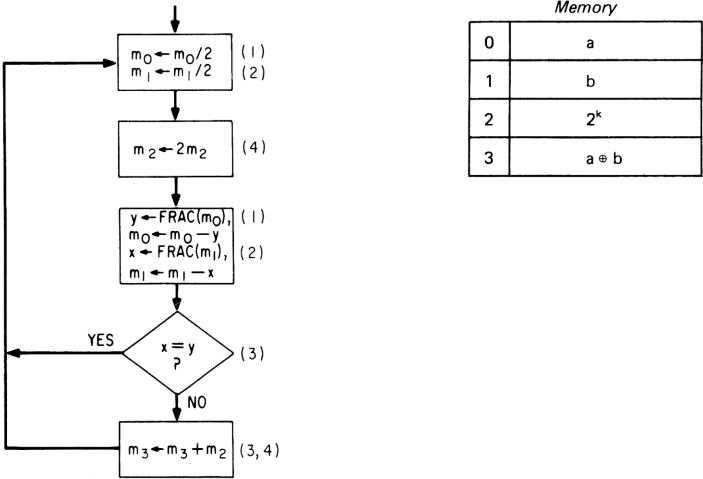 m0←m0/2 (1)
m1←m1/2 (2)
m2←2m2 (4)
y←FRAC(m0), (1)
m0←m0—y
x←FRAC(m1), (2)
m1←m1—x
x=y
?
(3)
YES
NO
m3←m3+m2 (3,4)
Memory
0 a
1 b
2 2^k
3 a ⊕ b